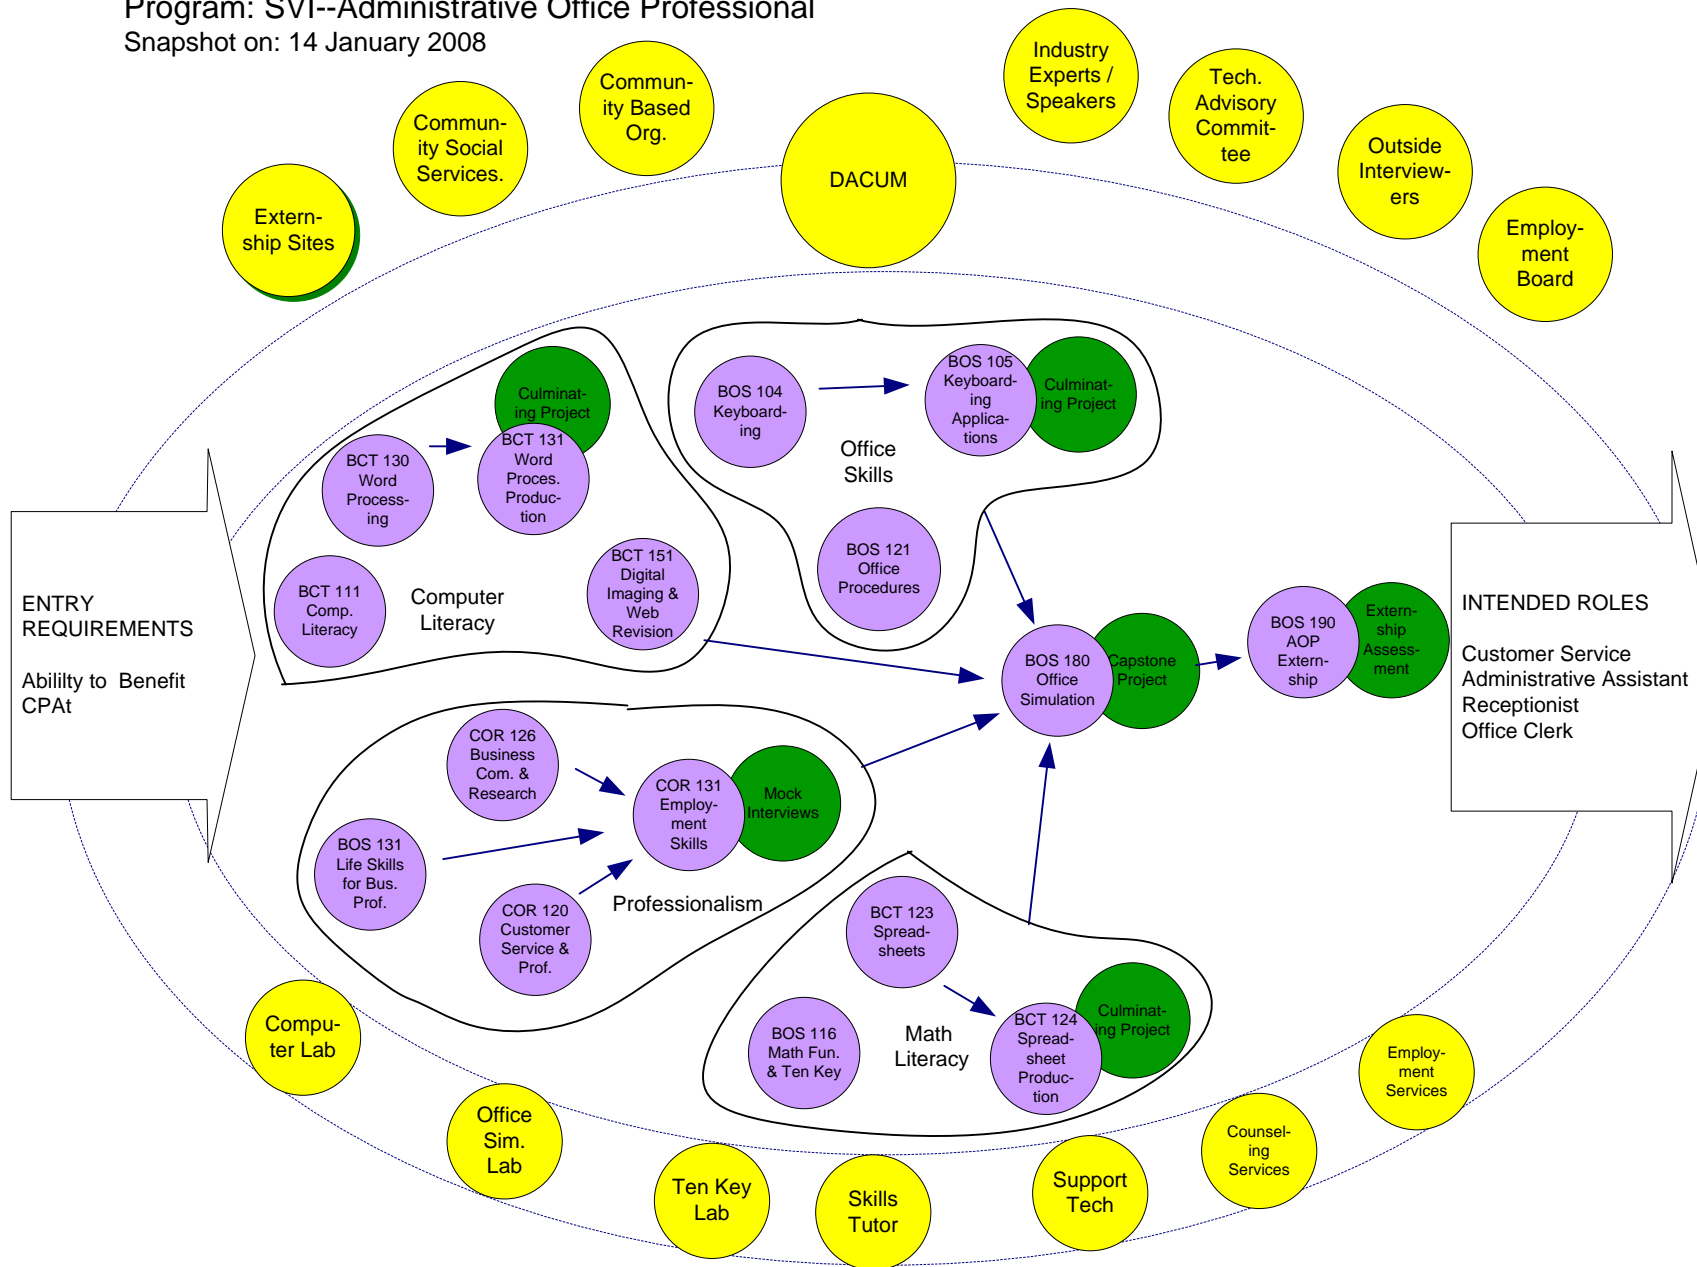 Program: SVI--Administrative Office Professional
Snapshot on: 14 January 2008
Industry
Experts /
Speakers
Tech.
Advisory
Commit-
tee
Commun-
ity Based
Org.
Commun-
ity Social
Services.
Outside
Interview-
ers
DACUM
Extern-
ship Sites
Employ-
ment
Board
Culminat-
ing Project
BCT 130
Word
Process-
ing
BCT 131
Word
Proces.
Produc-
tion
BCT 111
Comp.
Literacy
Computer
Literacy
BCT 151
Digital
Imaging &
Web
Revision
BOS 104
Keyboard-
ing
BOS 105
Keyboard-
ing
Applica-
tions
Culminat-
ing Project
Office
Skills
BOS 121
Office
Procedures
ENTRY
REQUIREMENTS
Abililty to  Benefit
CPAt
BOS 180
Office
Simulation
Capstone
Project
BOS 190
AOP
Extern-
ship
Extern-
ship
Assess-
ment
INTENDED ROLES
Customer Service
Administrative Assistant
Receptionist
Office Clerk
COR 126
Business
Com. &
Research
COR 131
Employ-
ment
Skills
Mock
Interviews
BOS 131
Life Skills
for Bus.
Prof.
COR 120
Customer
Service &
Prof.
Professionalism
BCT 123
Spread-
sheets
BOS 116
Math Fun.
& Ten Key
Math
Literacy
BCT 124
Spread-
sheet
Produc-
tion
Culminat-
ing Project
Compu-
ter Lab
Office
Sim.
Lab
Ten Key
Lab
Skills
Tutor
Support
Tech
Counsel-
ing
Services
Employ-
ment
Services